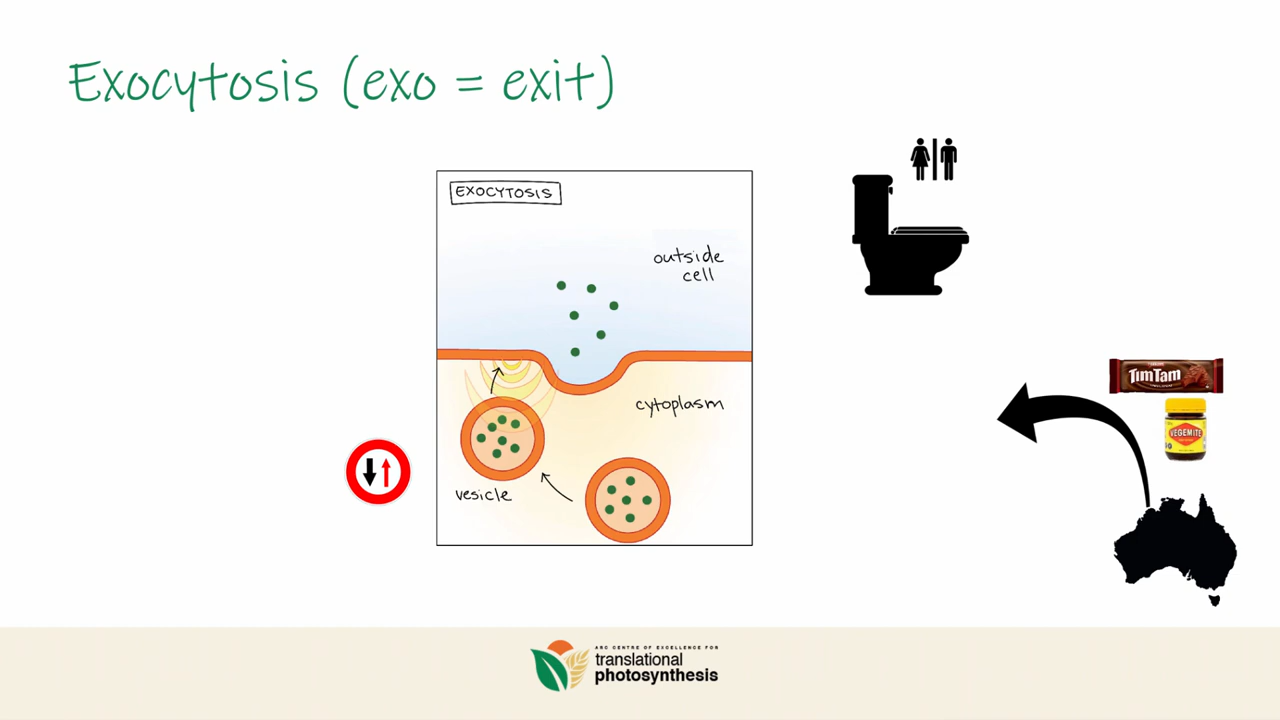 Exocytosis (exo = exit)
EXOCYTOSIS
outside
cell
cytoplasm
vesicle
TimTam
VEGEMITE
ARC CENTRE OF EXCELLENCE FOR
translational
photosynthesis